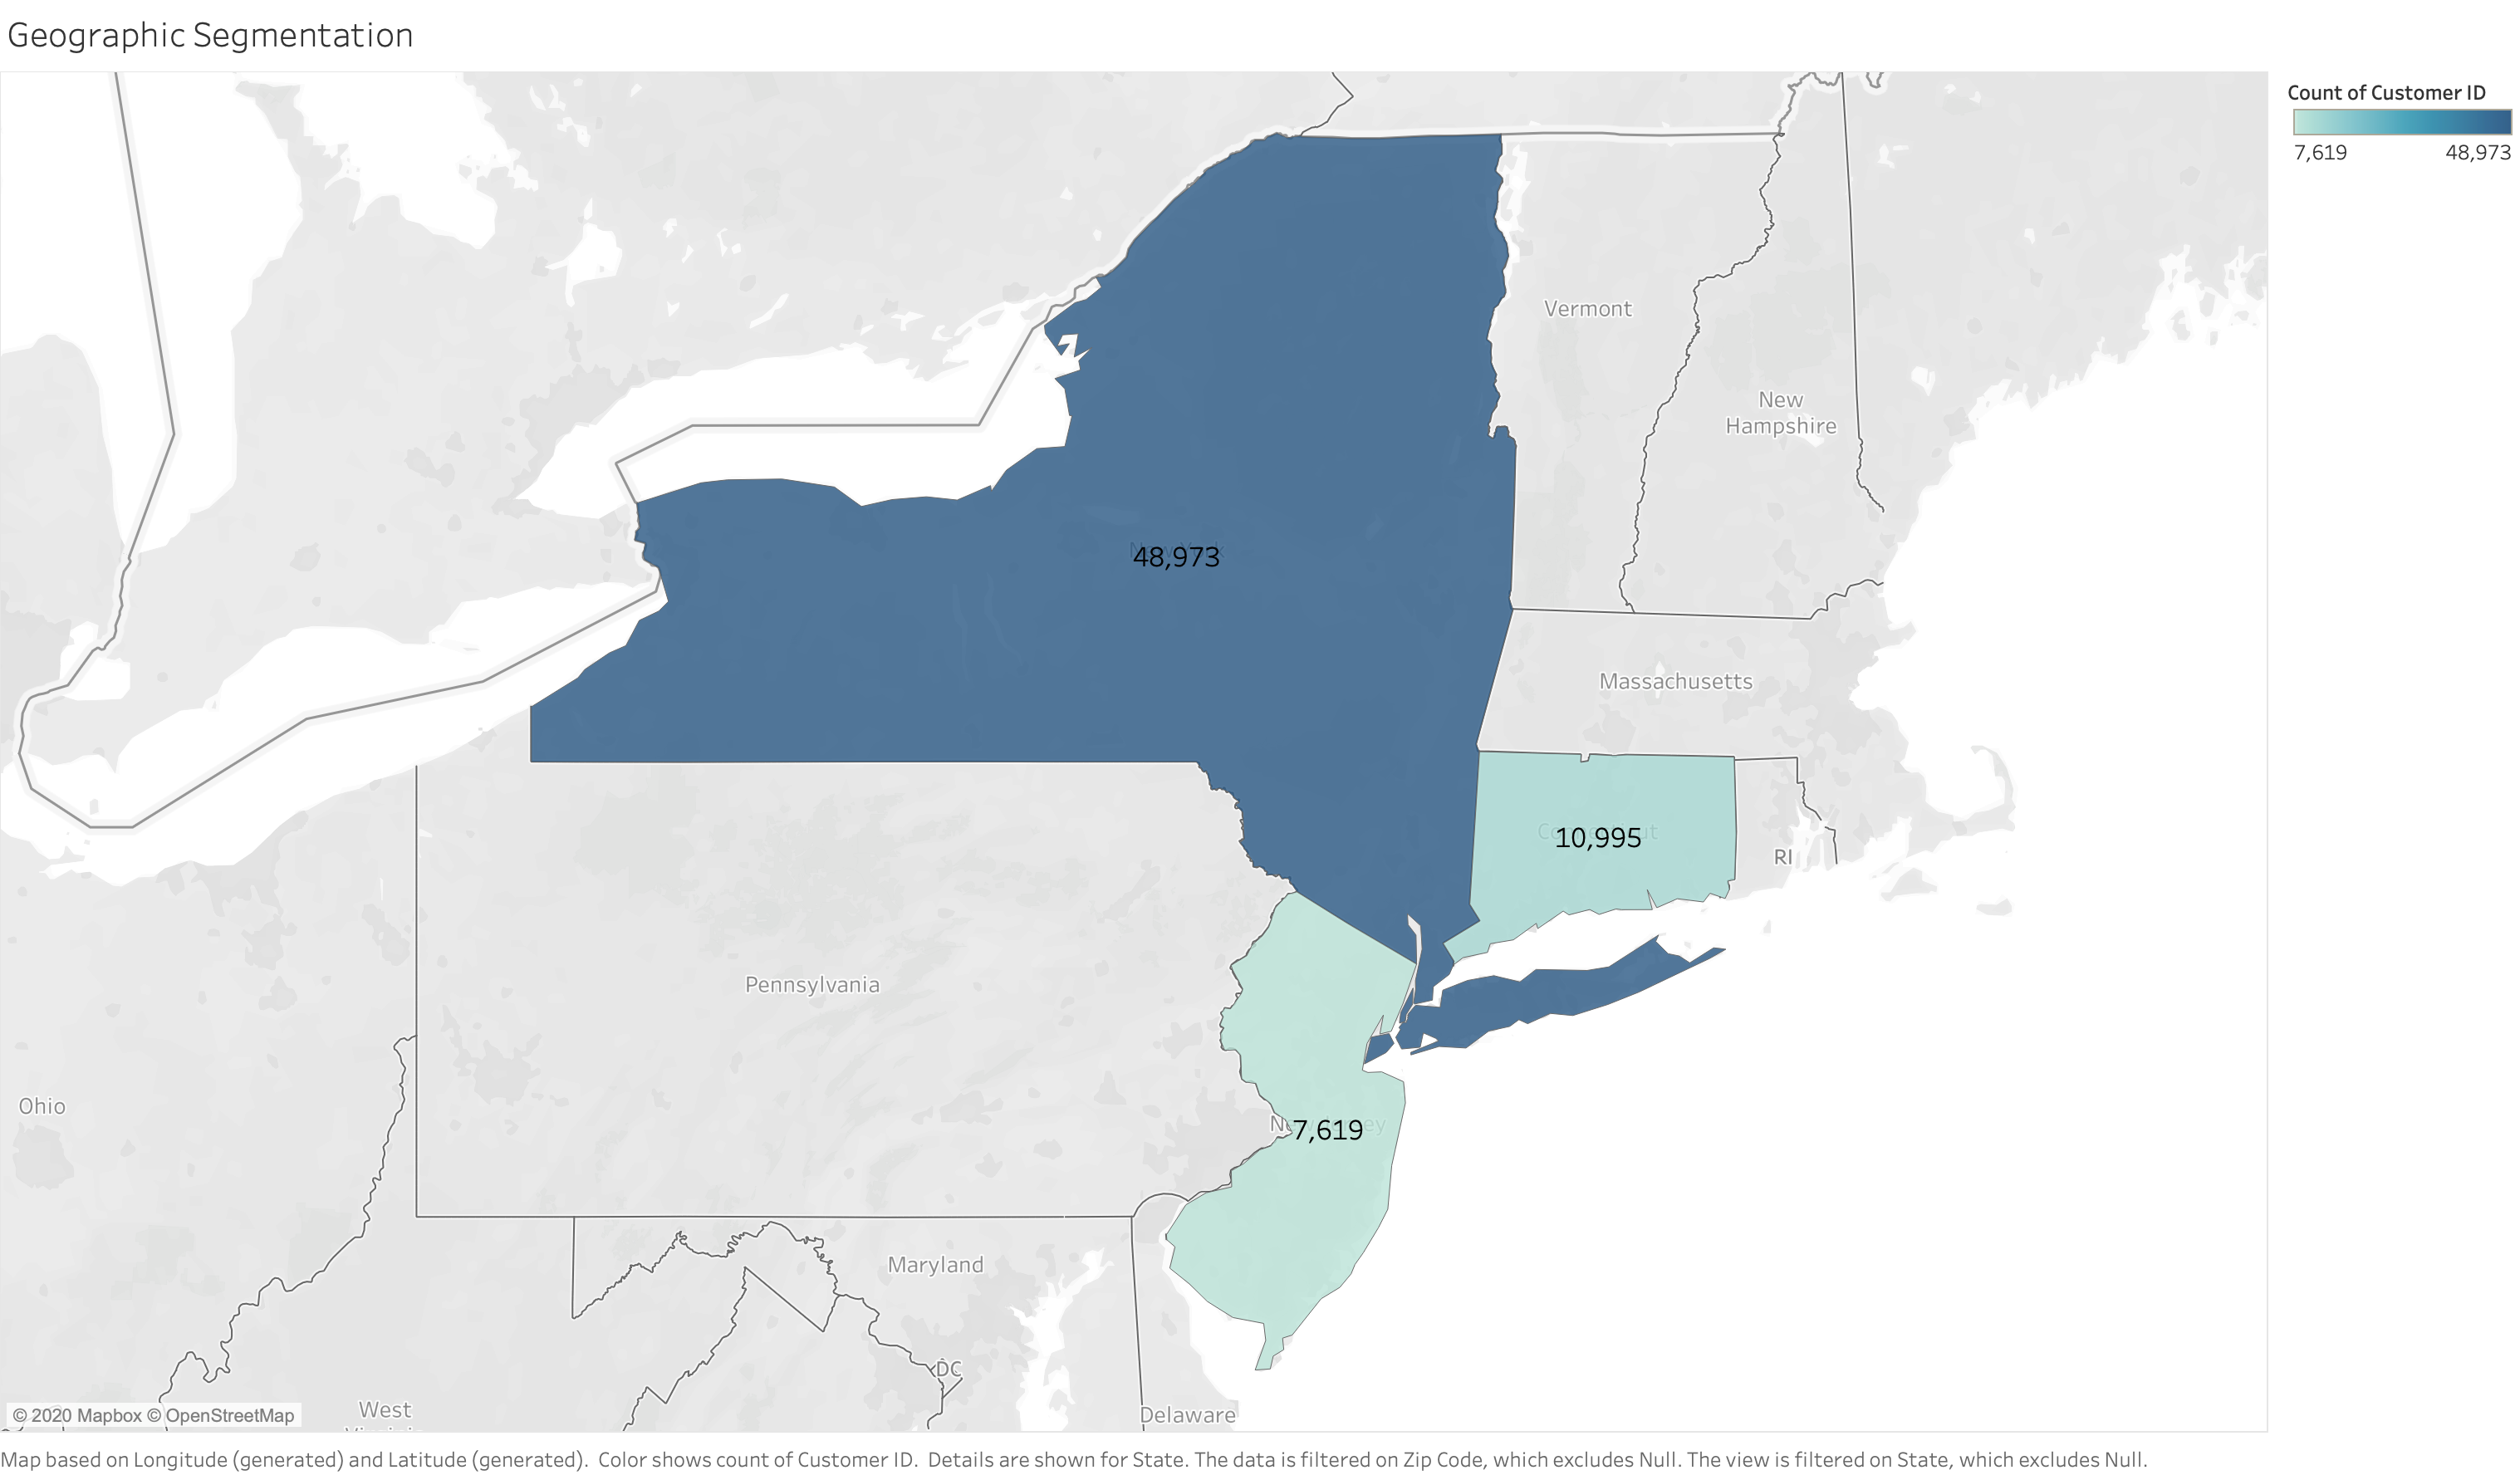 Geographic Segmentation
Count of Customer ID
7,619
48,973
Vermont
New
Hampshire
48,973
Massachusetts
10,995
RI
Pennsylvania
Ohio
7,619
Maryland
DC
West
Delaware
© 2020 Mapbox © OpenStreetMap
Map based on Longitude (generated) and Latitude (generated).  Color shows count of Customer ID.  Details are shown for State. The data is filtered on Zip Code, which excludes Null. The view is filtered on State, which excludes Null.